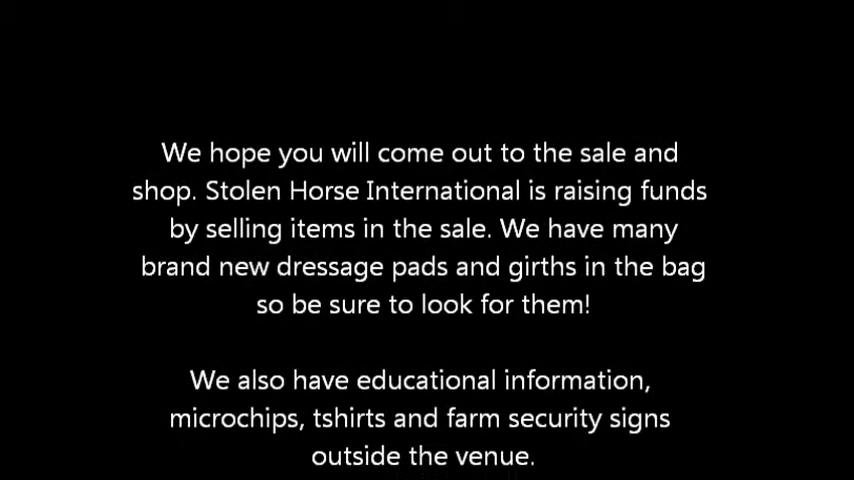 We hope you will come out to the sale and
shop. Stolen Horse International is raising funds
by selling items in the sale. We have many
brand new dressage pads and girths in the bag
so be sure to look for them!
We also have educational information,
microchips, tshirts and farm security signs
outside the venue.